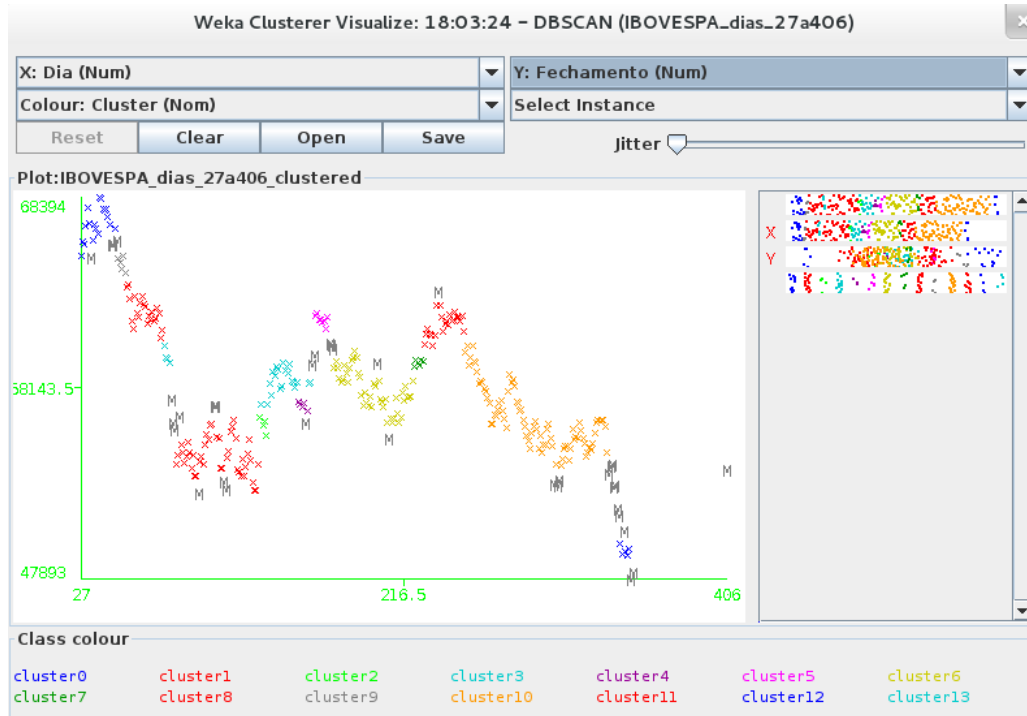 Weka Clusterer Visualize: 18:03:24 – DBSCAN (IBOVESPA_dias_27a406)
X: Dia (Num) Y: Fechamento (Num)
Colour: Cluster (Nom) Select Instance
Reset Clear Open Save Jitter
Plot:IBOVESPA_dias_27a406_clustered
68394
X
Y
58143.5
47893
27 216.5 406
Class colour
cluster0 cluster1 cluster2 cluster3 cluster4 cluster5 cluster6
cluster7 cluster8 cluster9 cluster10 cluster11 cluster12 cluster13